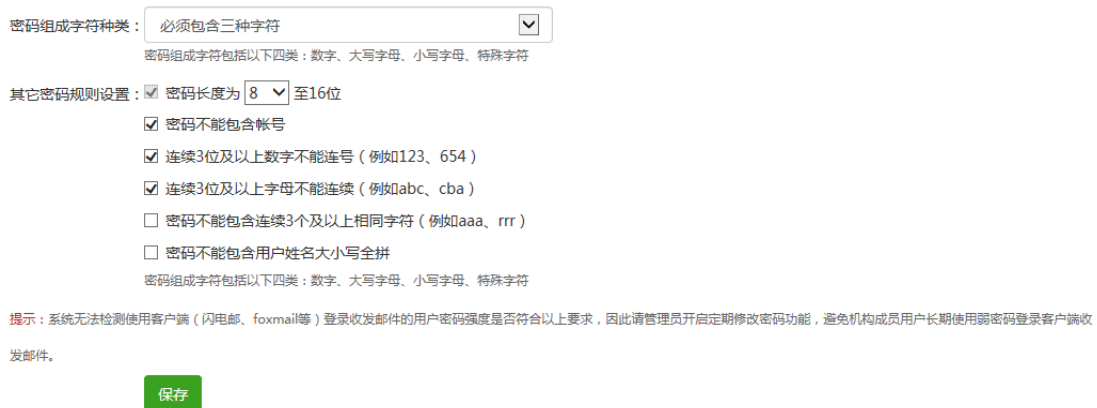 密码组成字符种类： 必须包含三种字符
密码组成字符包括以下四类：数字、大写字母、小写字母、特殊字符
其它密码规则设置： 密码长度为 8 至16位
密码不能包含帐号
连续3位及以上数字不能连号（例如123、654）
连续3位及以上字母不能连续（例如abc、cba）
密码不能包含连续3个及以上相同字符（例如aaa、rrr）
密码不能包含用户姓名大小写全拼
密码组成字符包括以下四类：数字、大写字母、小写字母、特殊字符
提示：系统无法检测使用客户端（闪电邮、foxmail等）登录收发邮件的用户密码强度是否符合以上要求，因此请管理员开启定期修改密码功能，避免机构成员用户长期使用弱密码登录客户端收
发邮件。
保存